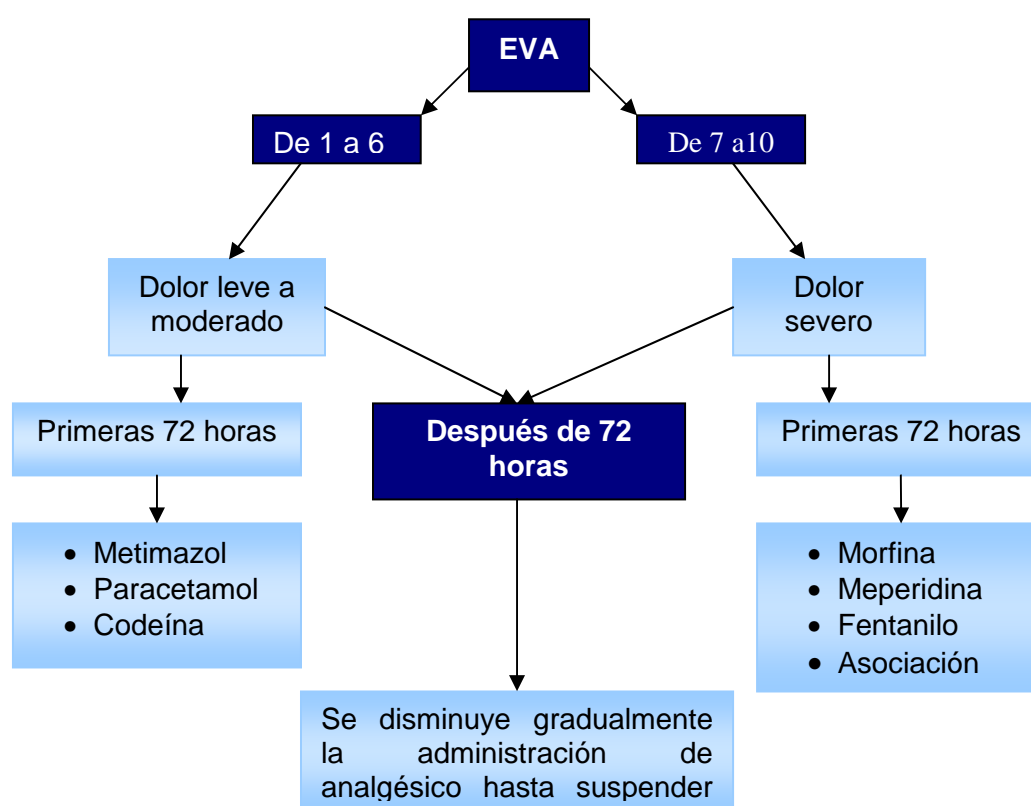 EVA
De 1 a 6
De 7 a10
Dolor leve a
moderado
Dolor
severo
Primeras 72 horas
Después de 72
horas
Primeras 72 horas
• Metimazol
• Paracetamol
• Codeína
• Morfina
• Meperidina
• Fentanilo
• Asociación
Se disminuye gradualmente
la administración de
analgésico hasta suspender